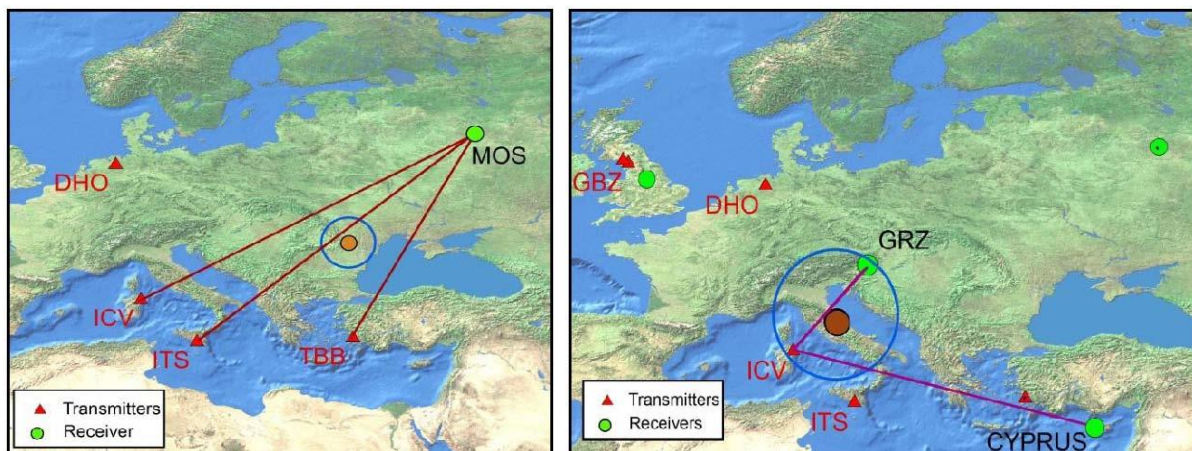 MOS
DHO
ICV
ITS
TBB
Transmitters
Receiver
GBZ
DHO
GRZ
ICV
ITS
CYPRUS
Transmitters
Receivers